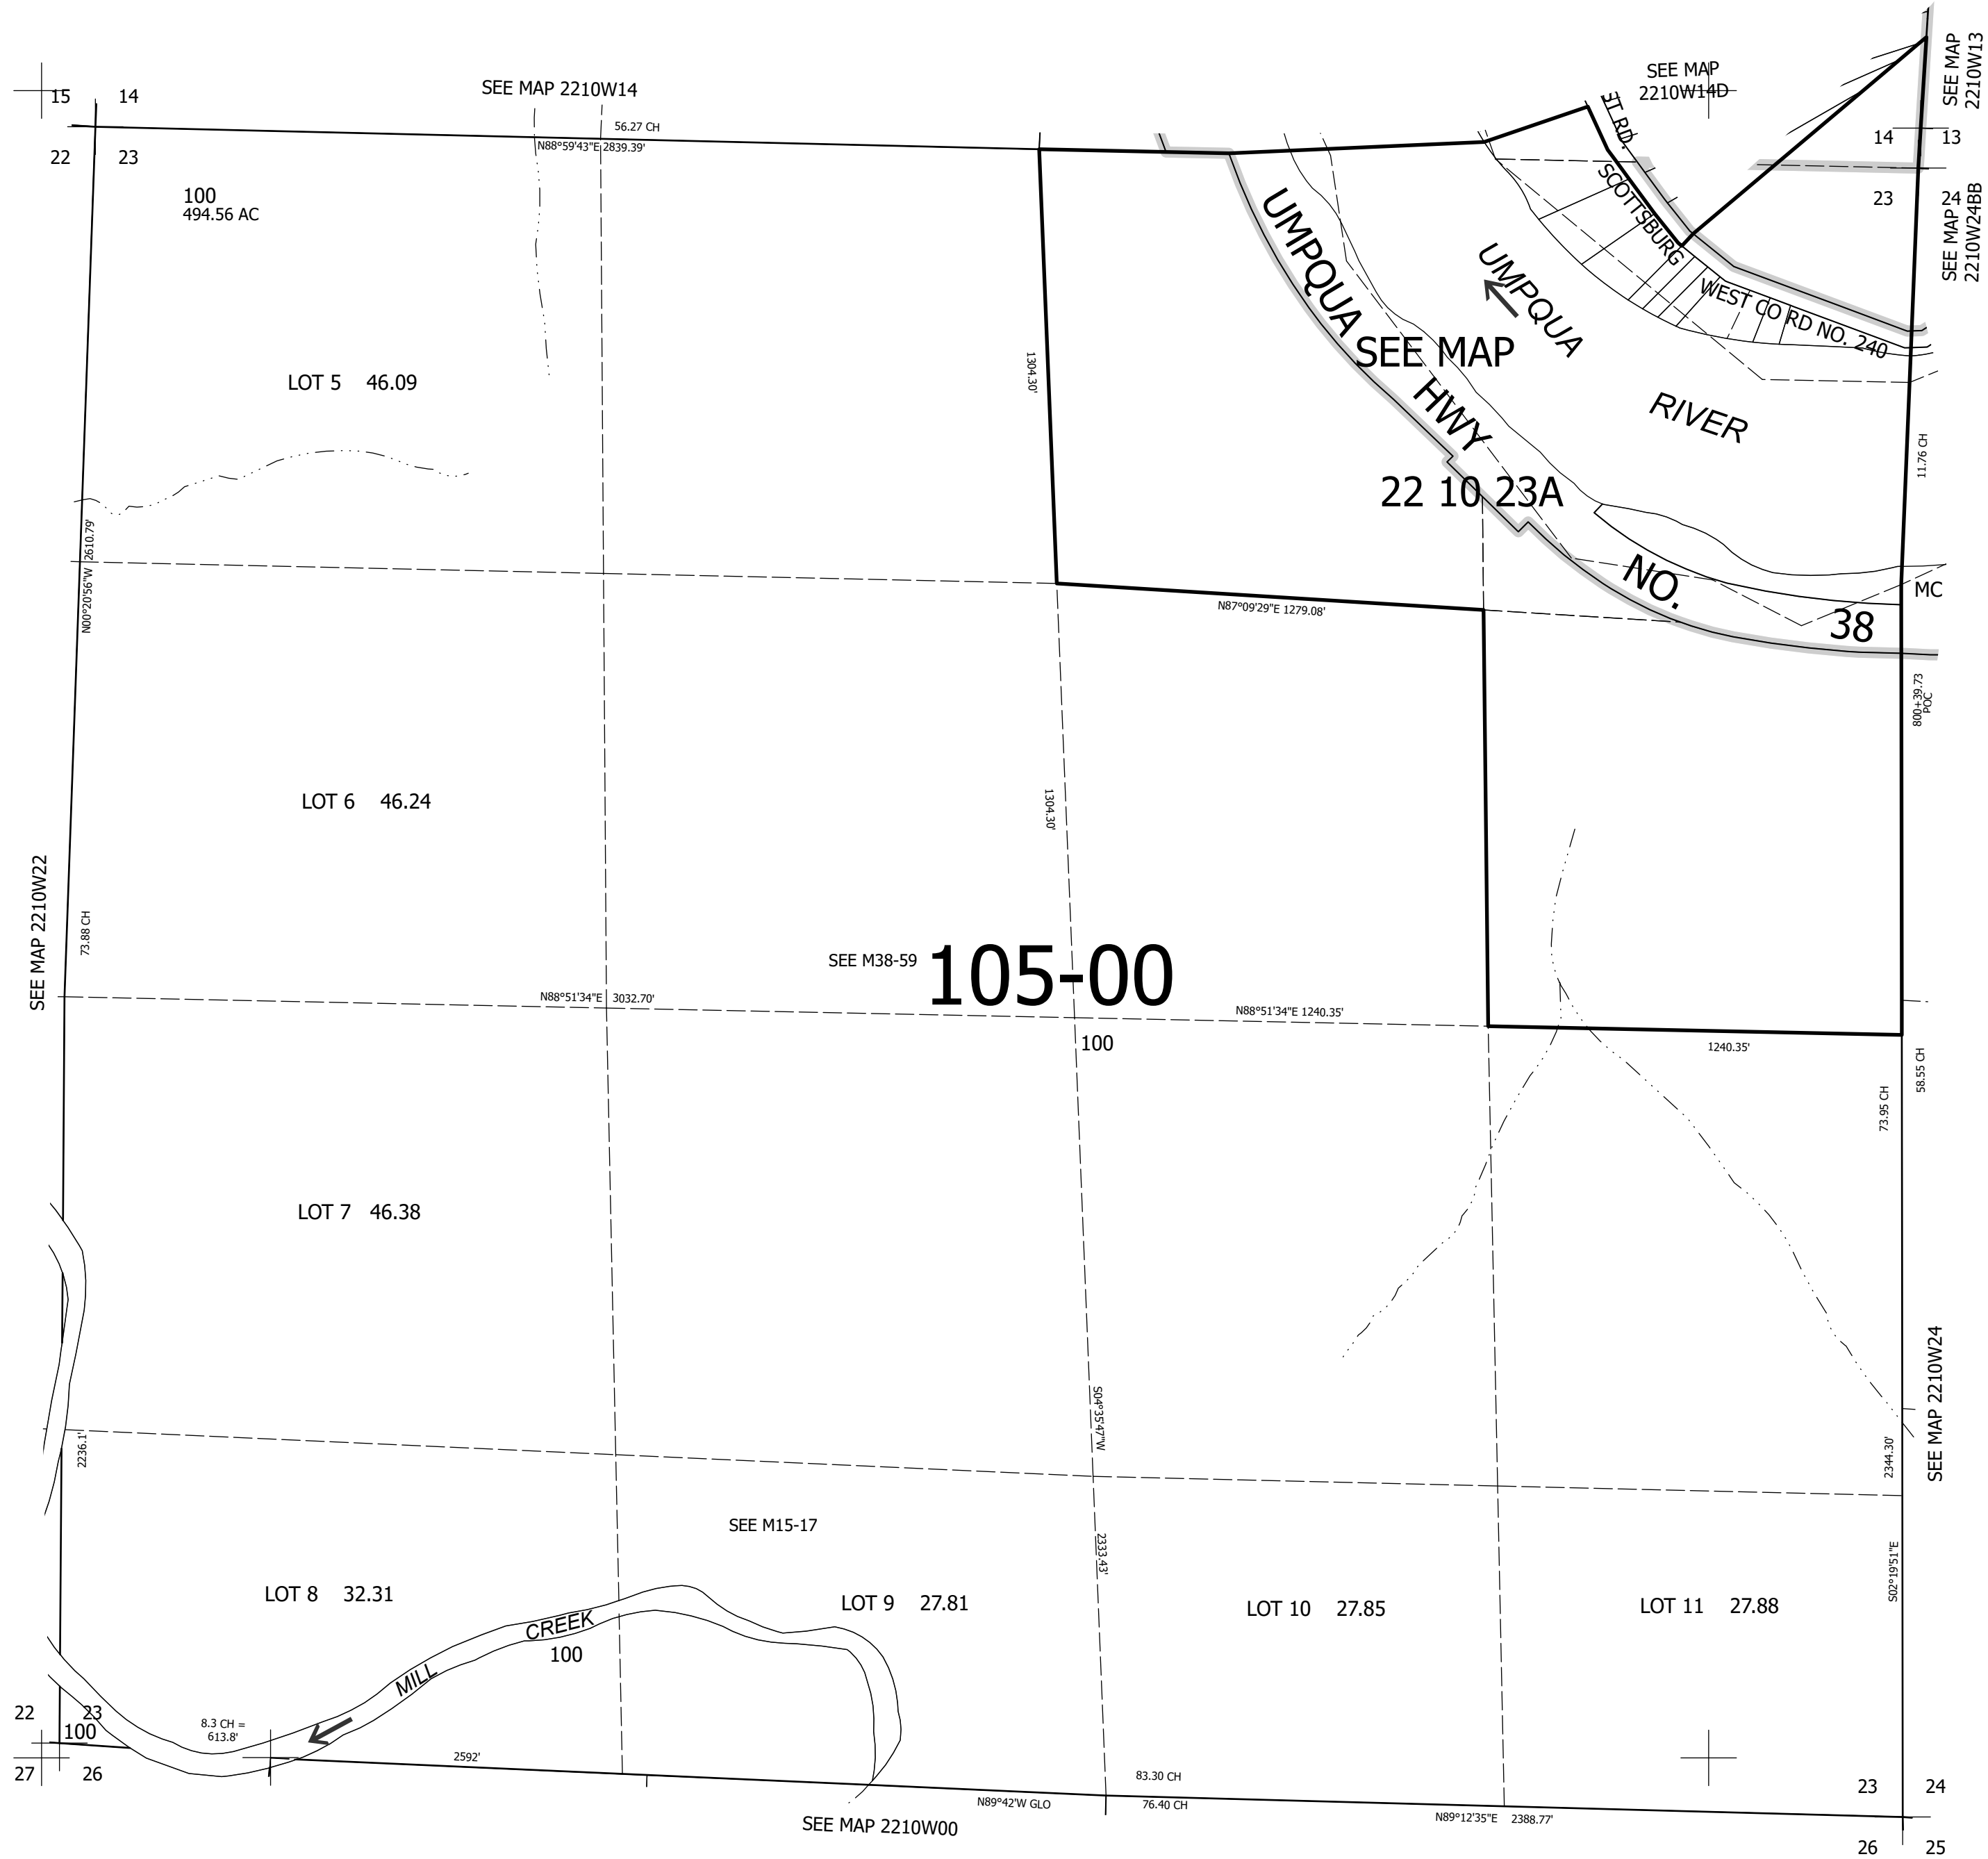 SEE MAP 2210W14
SEE MAP
2210W14D
SEE MAP
2210W13
15 14
56.27 CH
N88°59'43"E 2839.39'
22 23
14 13
23 24
SEE MAP
2210W24BB
100
494.56 AC
ST RD.
SCOTTSBURG
WEST CO RD NO. 240
UMPQUA
RIVER
UMPQUA
HWY
NO.
38
SEE MAP
22 10 23A
1304.30'
LOT 5 46.09
11.76 CH
N00°20'56"W 2610.79'
MC
N87°09'29"E 1279.08'
800+39.73
POC
LOT 6 46.24
1304.30'
SEE MAP 2210W22
73.88 CH
SEE M38-59
105-00
N88°51'34"E 3032.70'
N88°51'34"E 1240.35'
100
1240.35'
58.55 CH
73.95 CH
LOT 7 46.38
S04°35'47"W
SEE MAP 2210W24
2236.1'
2344.30'
SEE M15-17
2333.43'
S02°19'51"E
LOT 8 32.31
LOT 9 27.81
LOT 10 27.85
LOT 11 27.88
MILL
CREEK
100
22 23
100
8.3 CH =
613.8'
27 26
2592'
83.30 CH
N89°42'W GLO
76.40 CH
N89°12'35"E 2388.77'
SEE MAP 2210W00
23 24
26 25